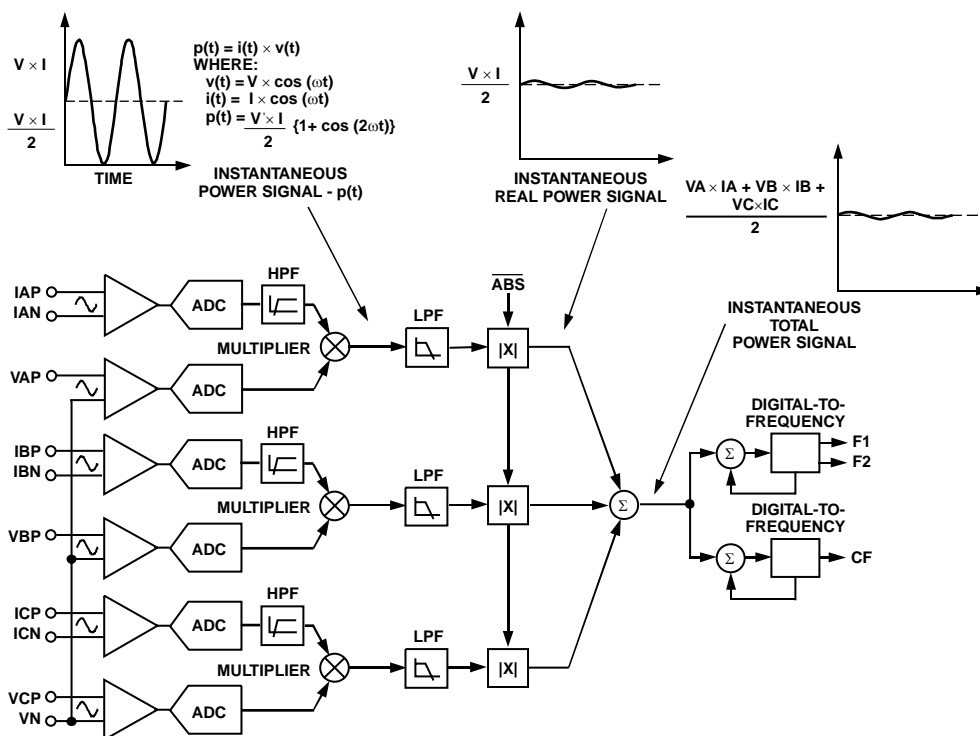 V × I
V × I
2
TIME
p(t) = i(t) × v(t)
WHERE:
v(t) = V × cos (ωt)
i(t) = I × cos (ωt)
p(t) = V × I
2
{1+ cos (2ωt)}
INSTANTANEOUS
POWER SIGNAL - p(t)
V × I
2
INSTANTANEOUS
REAL POWER SIGNAL
VA × IA + VB × IB +
VC×IC
2
INSTANTANEOUS
TOTAL
POWER SIGNAL
IAP
IAN
ADC
HPF
MULTIPLIER
LPF
ABS
|X|
VAP
ADC
IBP
IBN
ADC
HPF
MULTIPLIER
LPF
|X|
VBP
ADC
ICP
ICN
ADC
HPF
MULTIPLIER
LPF
|X|
VCP
VN
ADC
Σ
DIGITAL-TO-
FREQUENCY
Σ
F1
F2
DIGITAL-TO-
FREQUENCY
Σ
CF